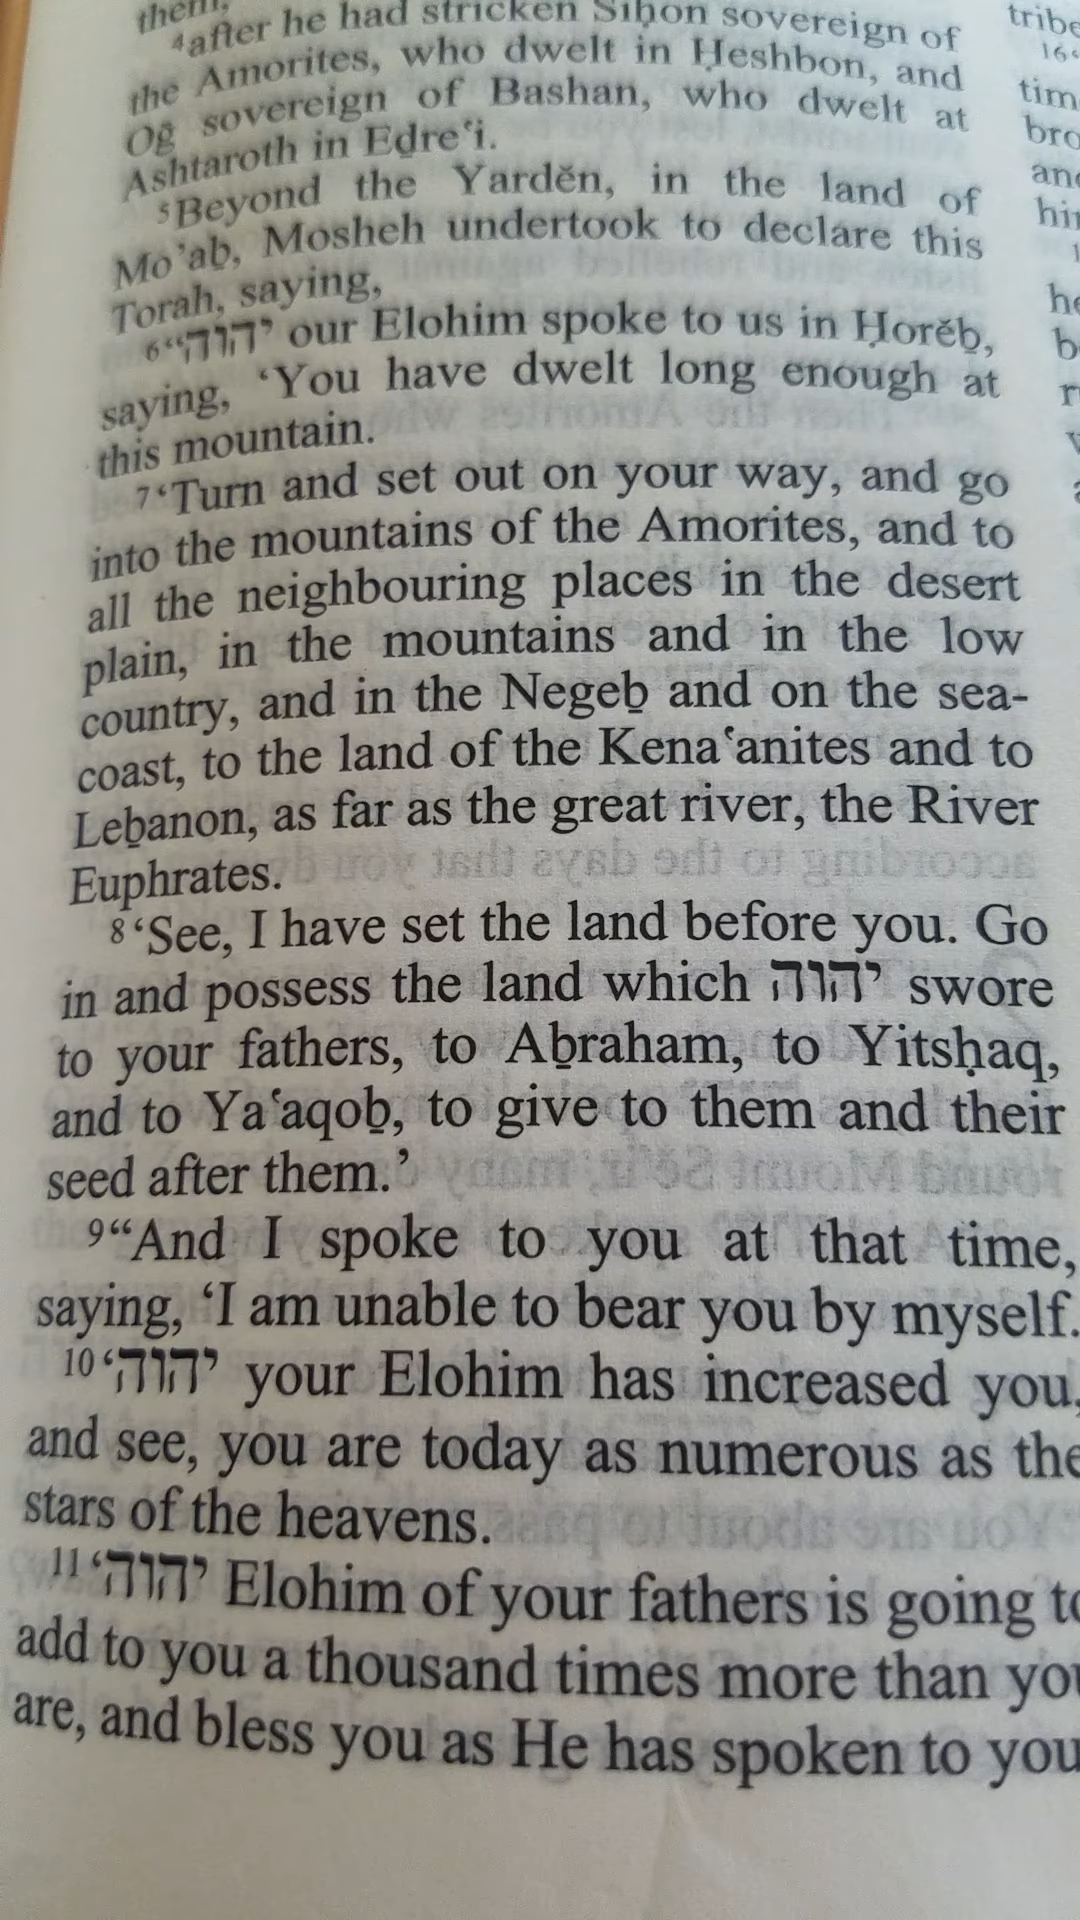 them,
4after he had stricken Siḥon sovereign of
the Amorites, who dwelt in Ḥeshbon, and
Oḡ sovereign of Bashan, who dwelt at
Ashtaroth in Eḏre‛i.
5Beyond the Yardĕn, in the land of
Mo’aḇ, Mosheh undertook to declare this
Torah, saying,
6“יהוה our Elohim spoke to us in Ḥorĕḇ,
saying, ‘You have dwelt long enough at
this mountain.
7‘Turn and set out on your way, and go
into the mountains of the Amorites, and to
all the neighbouring places in the desert
plain, in the mountains and in the low
country, and in the Negeḇ and on the sea-
coast, to the land of the Kena‛anites and to
Leḇanon, as far as the great river, the River
Euphrates.
8‘See, I have set the land before you. Go
in and possess the land which יהוה swore
to your fathers, to Aḇraham, to Yitsḥaq,
and to Ya‛aqoḇ, to give to them and their
seed after them.’
9“And I spoke to you at that time,
saying, ‘I am unable to bear you by myself.
10‘יהוה your Elohim has increased you,
and see, you are today as numerous as the
stars of the heavens.
11‘יהוה Elohim of your fathers is going to
add to you a thousand times more than you
are, and bless you as He has spoken to you